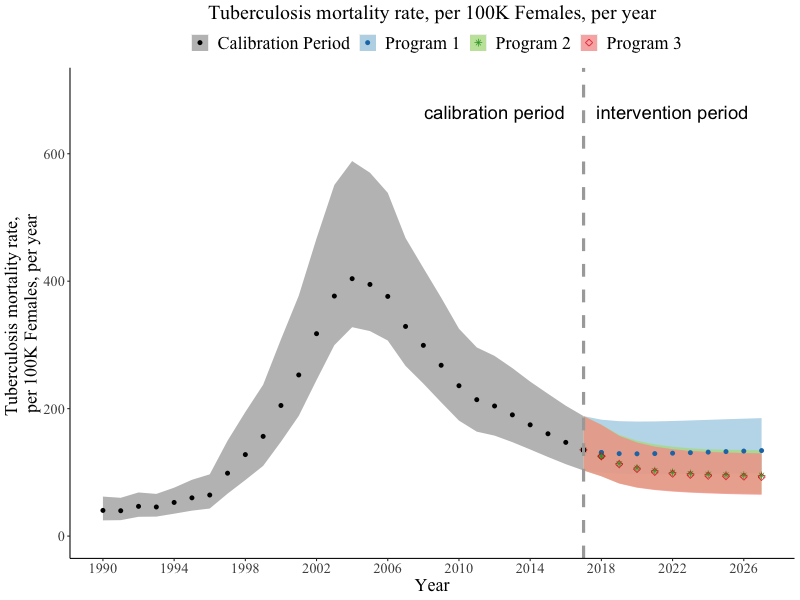 Tuberculosis mortality rate, per 100K Females, per year
Calibration Period Program 1 Program 2 Program 3
calibration period intervention period
Tuberculosis mortality rate,
per 100K Females, per year
600
400
200
0
1990 1994 1998 2002 2006 2010 2014 2018 2022 2026
Year